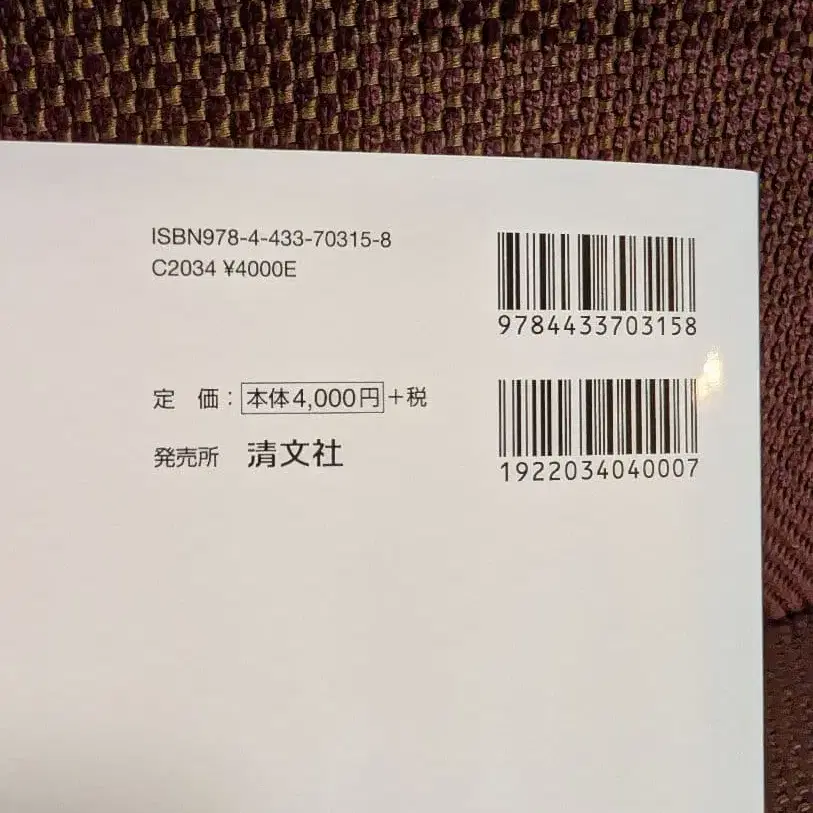 ISBN978-4-433-70315-8
C2034 ¥4000E
9784433703158
定　価：本体4,000円+税
発売所　清文社
1922034040007